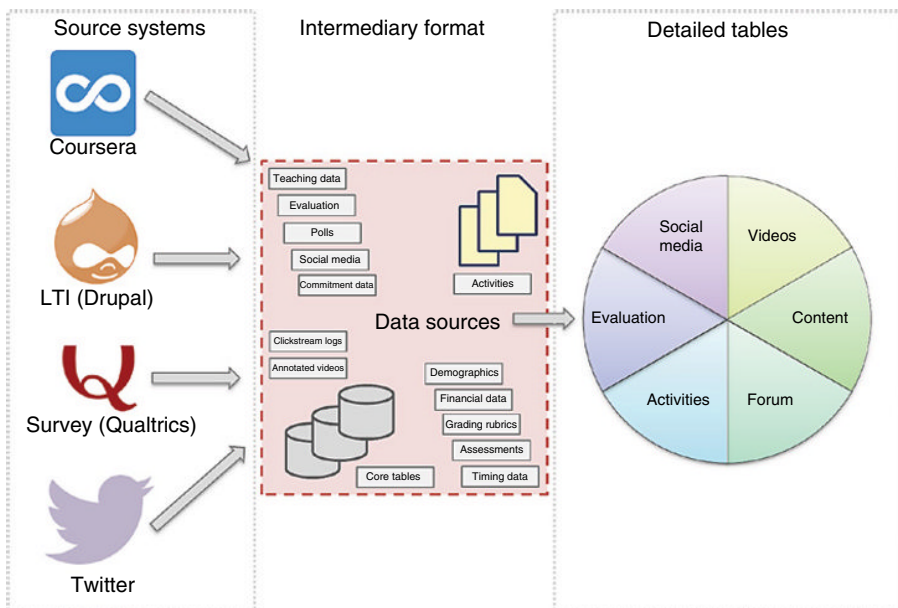 Source systems
Intermediary format
Detailed tables
Coursera
LTI (Drupal)
Survey (Qualtrics)
Twitter
Teaching data
Evaluation
Polls
Social media
Commitment data
Activities
Data sources
Clickstream logs
Annotated videos
Demographics
Financial data
Grading rubrics
Assessments
Timing data
Core tables
Social
media
Videos
Evaluation
Content
Activities
Forum